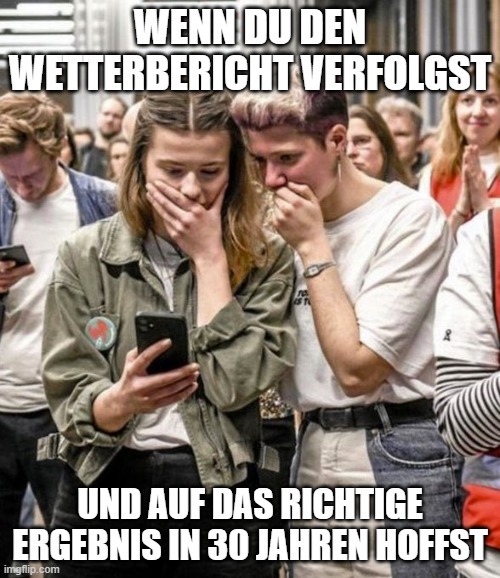 WENN DU DEN
WETTERBERICHT VERFOLGST
UND AUF DAS RICHTIGE
ERGEBNIS IN 30 JAHREN HOFFST
imgflip.com